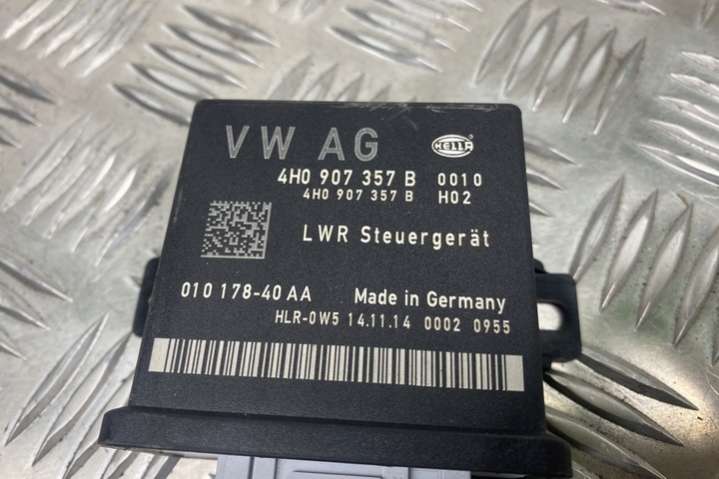 VW AG HELLA
4H0 907 357 B 0010
4H0 907 357 B H02
LWR Steuergerät
010 178-40 AA Made in Germany
HLR-0W5 14.11.14 0002 0955